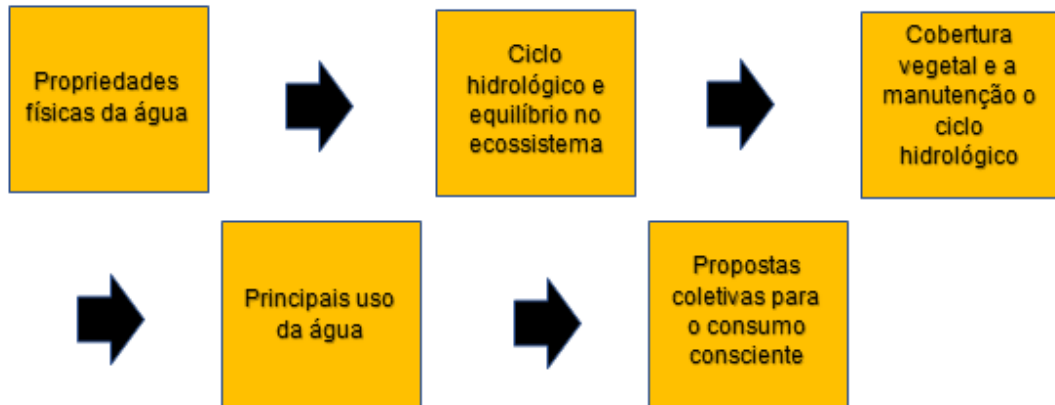 Propriedades
físicas da água
Ciclo
hidrológico e
equilíbrio no
ecossistema
Cobertura
vegetal e a
manutenção o
ciclo
hidrológico
Principais uso
da água
Propostas
coletivas para
o consumo
consciente